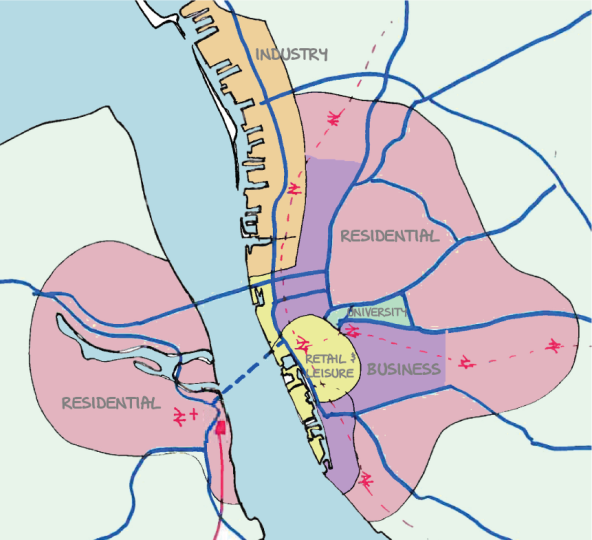 INDUSTRY
RESIDENTIAL
UNIVERSITY
RETAIL &
LEISURE
BUSINESS
RESIDENTIAL